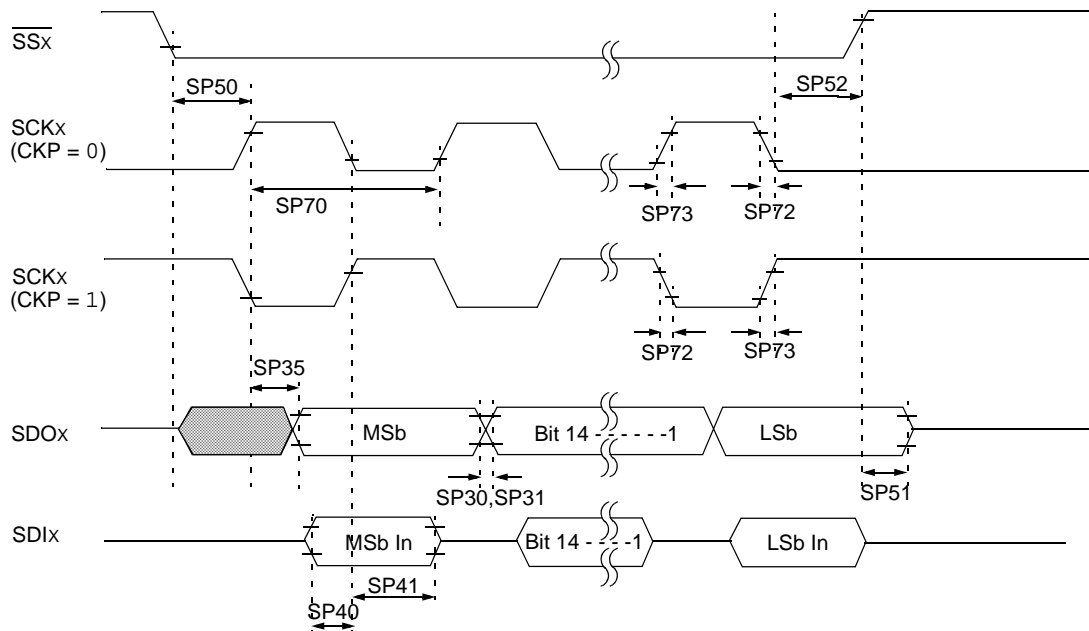 SSX
SP50
SP52
SCKX
(CKP = 0)
SP70
SP73
SP72
SCKX
(CKP = 1)
SP72
SP73
SP35
SDOX
MSb
Bit 14 - - - - - -1
LSb
SP30,SP31
SP51
SDIX
MSb In
Bit 14 - - - -1
LSb In
SP41
SP40